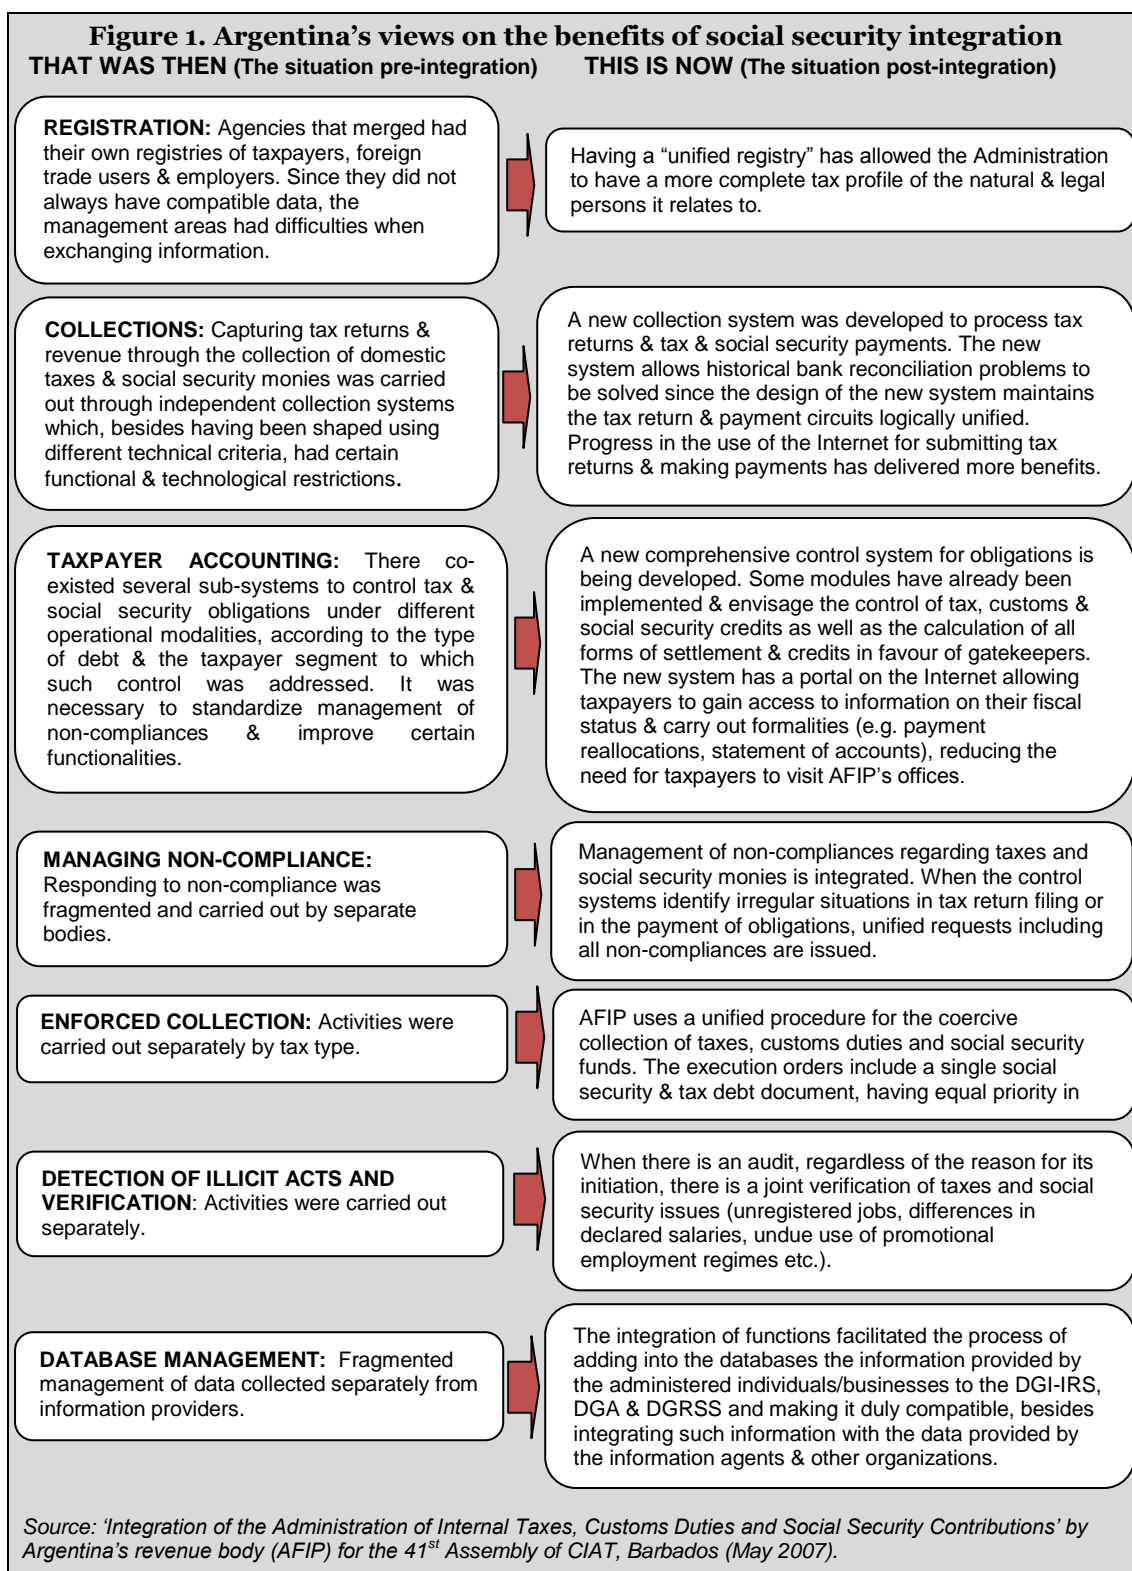 Figure 1. Argentina's views on the benefits of social security integration
THAT WAS THEN (The situation pre-integration)
THIS IS NOW (The situation post-integration)
REGISTRATION: Agencies that merged had
their own registries of taxpayers, foreign
trade users & employers. Since they did not
always have compatible data, the
management areas had difficulties when
exchanging information.
Having a “unified registry” has allowed the Administration
to have a more complete tax profile of the natural & legal
persons it relates to.
COLLECTIONS: Capturing tax returns &
revenue through the collection of domestic
taxes & social security monies was carried
out through independent collection systems
which, besides having been shaped using
different technical criteria, had certain
functional & technological restrictions.
A new collection system was developed to process tax
returns & tax & social security payments. The new
system allows historical bank reconciliation problems to
be solved since the design of the new system maintains
the tax return & payment circuits logically unified.
Progress in the use of the Internet for submitting tax
returns & making payments has delivered more benefits.
TAXPAYER ACCOUNTING: There co-
existed several sub-systems to control tax &
social security obligations under different
operational modalities, according to the type
of debt & the taxpayer segment to which
such control was addressed. It was
necessary to standardize management of
non-compliances & improve certain
functionalities.
A new comprehensive control system for obligations is
being developed. Some modules have already been
implemented & envisage the control of tax, customs &
social security credits as well as the calculation of all
forms of settlement & credits in favour of gatekeepers.
The new system has a portal on the Internet allowing
taxpayers to gain access to information on their fiscal
status & carry out formalities (e.g. payment
reallocations, statement of accounts), reducing the
need for taxpayers to visit AFIP's offices.
MANAGING NON-COMPLIANCE:
Responding to non-compliance was
fragmented and carried out by separate
bodies.
Management of non-compliances regarding taxes and
social security monies is integrated. When the control
systems identify irregular situations in tax return filing or
in the payment of obligations, unified requests including
all non-compliances are issued.
ENFORCED COLLECTION: Activities were
carried out separately by tax type.
AFIP uses a unified procedure for the coercive
collection of taxes, customs duties and social security
funds. The execution orders include a single social
security & tax debt document, having equal priority in
DETECTION OF ILLICIT ACTS AND
VERIFICATION: Activities were carried out
separately.
When there is an audit, regardless of the reason for its
initiation, there is a joint verification of taxes and social
security issues (unregistered jobs, differences in
declared salaries, undue use of promotional
employment regimes etc.).
DATABASE MANAGEMENT: Fragmented
management of data collected separately from
information providers.
The integration of functions facilitated the process of
adding into the databases the information provided by
the administered individuals/businesses to the DGI-IRS,
DGA & DGRSS and making it duly compatible, besides
integrating such information with the data provided by
the information agents & other organizations.
Source: 'Integration of the Administration of Internal Taxes, Customs Duties and Social Security Contributions' by
Argentina's revenue body (AFIP) for the 41st Assembly of CIAT, Barbados (May 2007).